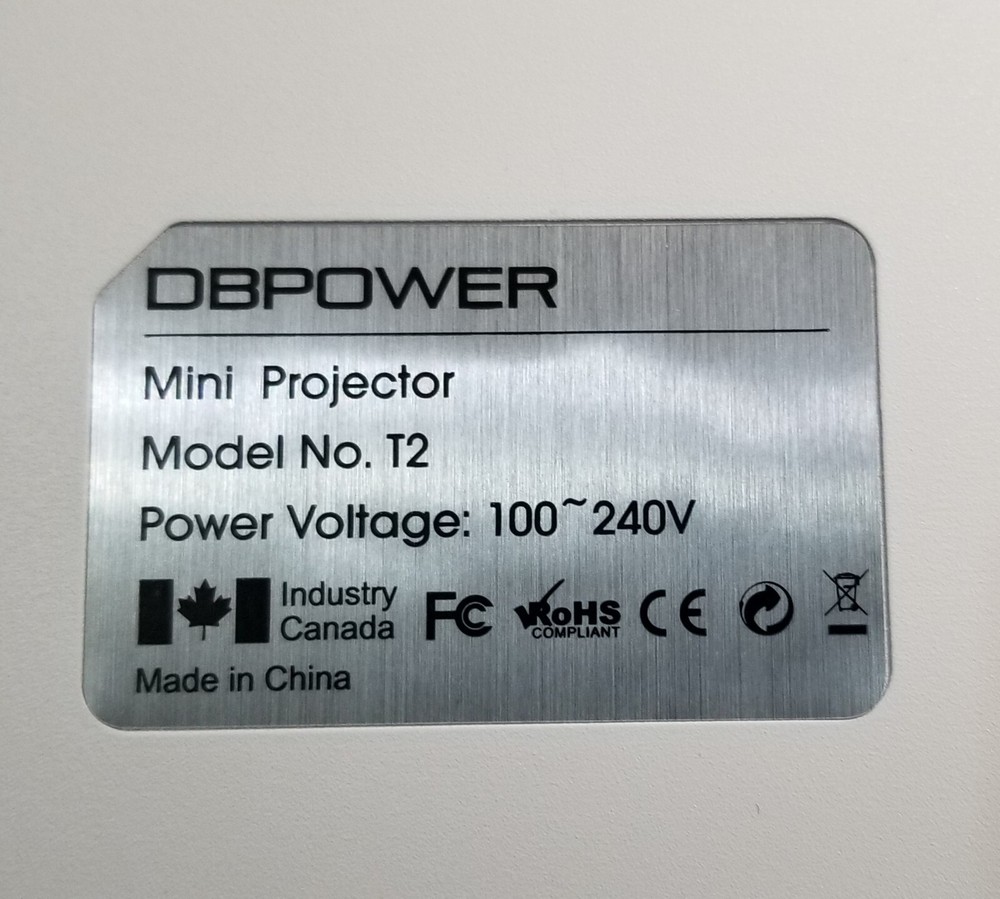 DBPOWER
Mini Projector
Model No. T2
Power Voltage: 100~240V
Industry
Canada
FC
RoHS
COMPLIANT
CE
Made in China